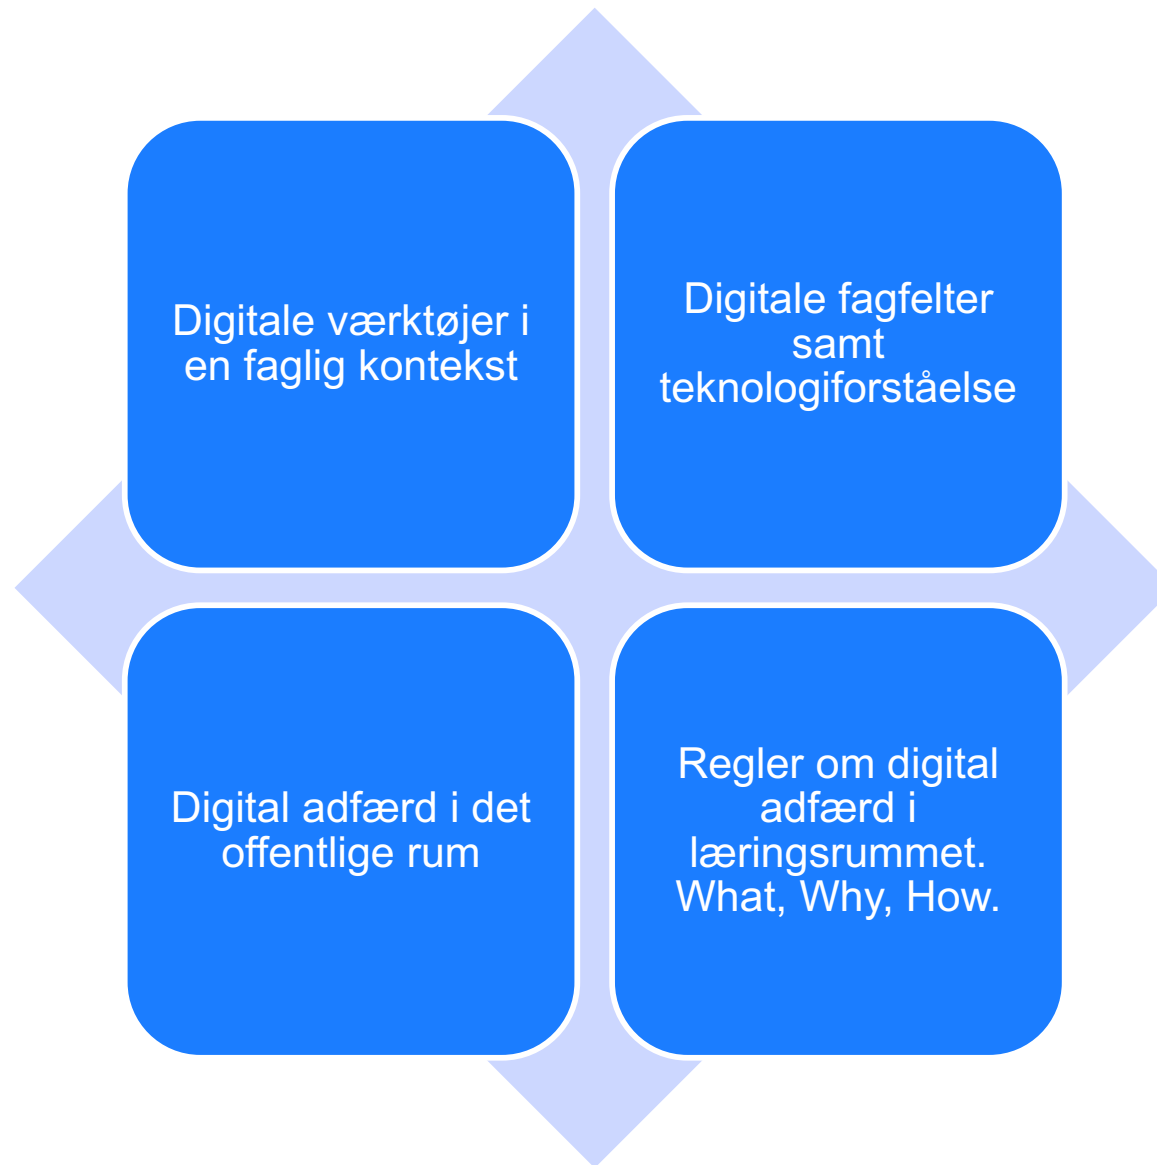 Digitale værktøjer i
en faglig kontekst
Digitale fagfelter
samt
teknologiforståelse
Digital adfærd i det
offentlige rum
Regler om digital
adfærd i
læringsrummet.
What, Why, How.